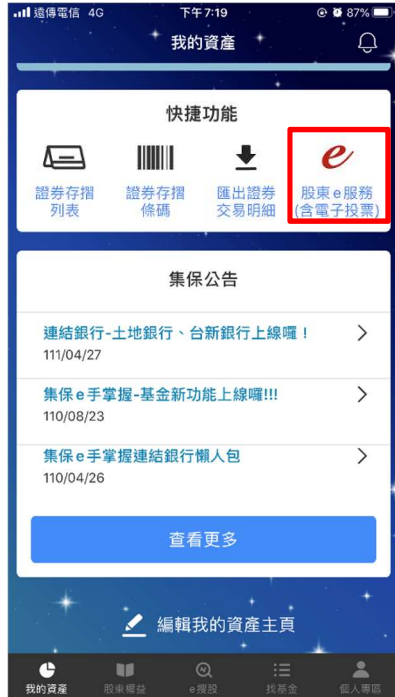 遠傳電信 4G 下午7:19 87%
我的資產
快捷功能
證券存摺
列表
證券存摺
條碼
匯出證券
交易明細
股東e服務
(含電子投票)
集保公告
連結銀行-土地銀行、台新銀行上線囉！
111/04/27
集保e手掌握-基金新功能上線囉!!!
110/08/23
集保e手掌握連結銀行懶人包
110/04/26
查看更多
編輯我的資產主頁
我的資產 股東權益 e搜股 找基金 個人專區